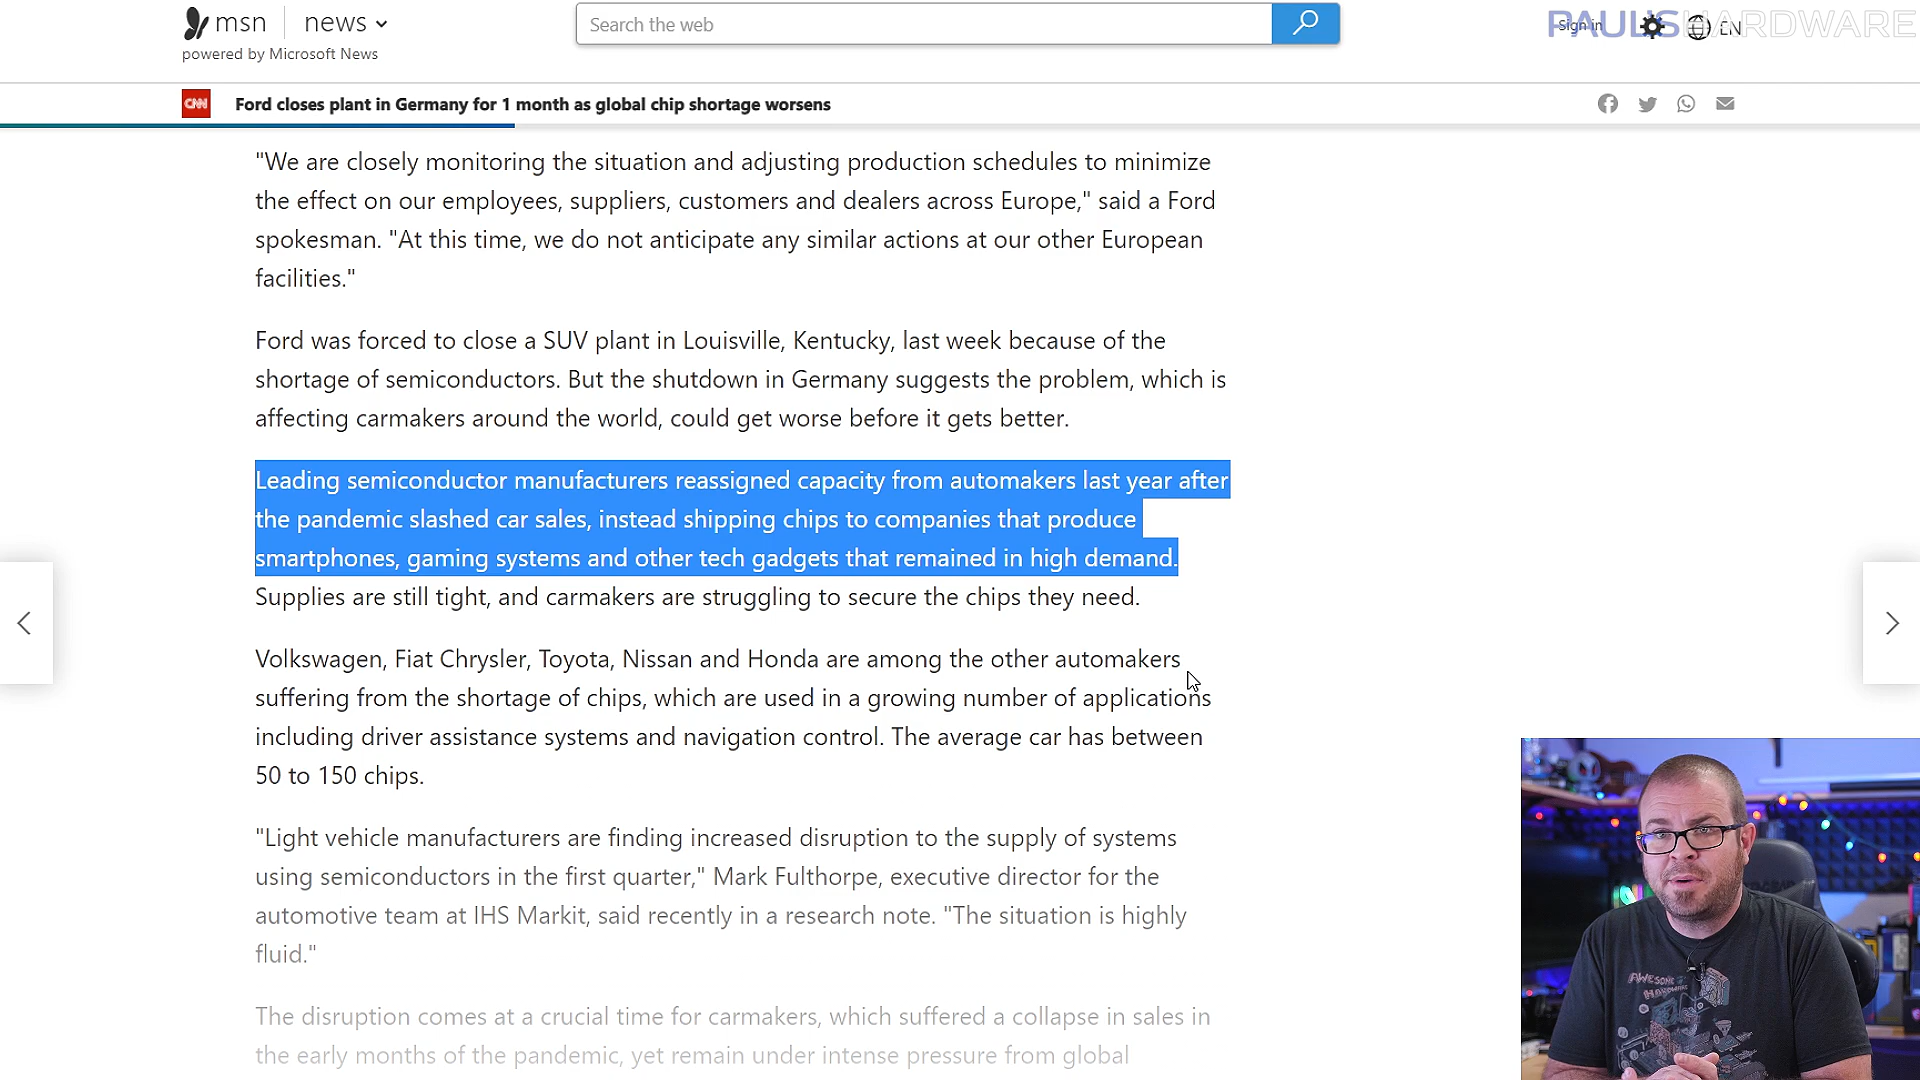 msn
news
Search the web
Sign in
EN
PAUL'S HARDWARE
powered by Microsoft News
CNN
Ford closes plant in Germany for 1 month as global chip shortage worsens
"We are closely monitoring the situation and adjusting production schedules to minimize
the effect on our employees, suppliers, customers and dealers across Europe," said a Ford
spokesman. "At this time, we do not anticipate any similar actions at our other European
facilities."
Ford was forced to close a SUV plant in Louisville, Kentucky, last week because of the
shortage of semiconductors. But the shutdown in Germany suggests the problem, which is
affecting carmakers around the world, could get worse before it gets better.
Leading semiconductor manufacturers reassigned capacity from automakers last year after
the pandemic slashed car sales, instead shipping chips to companies that produce
smartphones, gaming systems and other tech gadgets that remained in high demand.
Supplies are still tight, and carmakers are struggling to secure the chips they need.
Volkswagen, Fiat Chrysler, Toyota, Nissan and Honda are among the other automakers
suffering from the shortage of chips, which are used in a growing number of applications
including driver assistance systems and navigation control. The average car has between
50 to 150 chips.
"Light vehicle manufacturers are finding increased disruption to the supply of systems
using semiconductors in the first quarter," Mark Fulthorpe, executive director for the
automotive team at IHS Markit, said recently in a research note. "The situation is highly
fluid."
The disruption comes at a crucial time for carmakers, which suffered a collapse in sales in
the early months of the pandemic, yet remain under intense pressure from global
AWESOME
HARDWARE